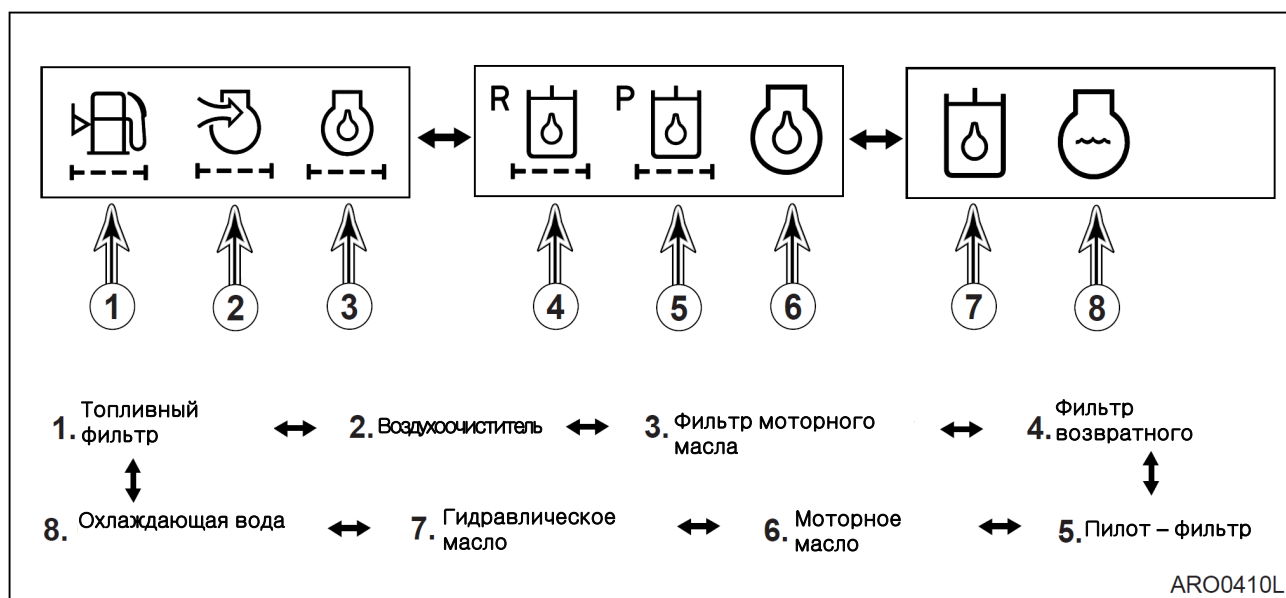 R P
1 2 3 4 5 6 7 8
1. Топливный
фильтр
2. Воздухоочиститель
3. Фильтр моторного
масла
4. Фильтр
возвратного
8. Охлаждающая вода
7. Гидравлическое
масло
6. Моторное
масло
5. Пилот – фильтр
ARO0410L